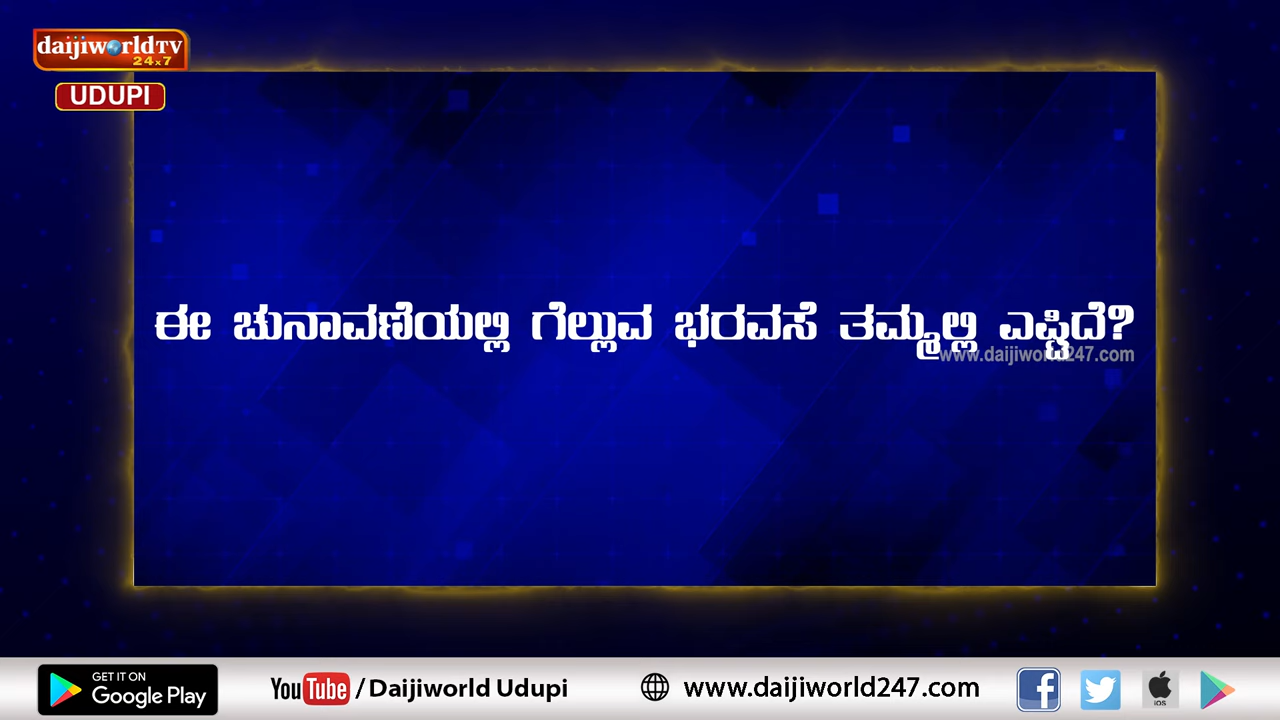 daijiworldTV
24x7
UDUPI
ಈ ಚುನಾವಣೆಯಲ್ಲಿ ಗೆಲ್ಲುವ ಭರವಸೆ ತಮ್ಮಲ್ಲಿ ಎಷ್ಟಿದೆ?
www.daijiworld247.com
GET IT ON
Google Play
YouTube /Daijiworld Udupi
www.daijiworld247.com
iOS